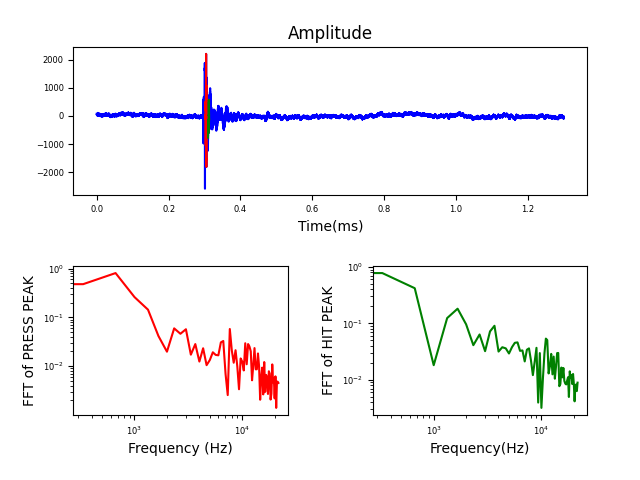 Amplitude
2000
1000
0
−1000
−2000
0.0 0.2 0.4 0.6 0.8 1.0 1.2
Time(ms)
FFT of PRESS PEAK
10⁰
10⁻¹
10⁻²
10³ 10⁴
Frequency (Hz)
FFT of HIT PEAK
10⁰
10⁻¹
10⁻²
10³ 10⁴
Frequency(Hz)